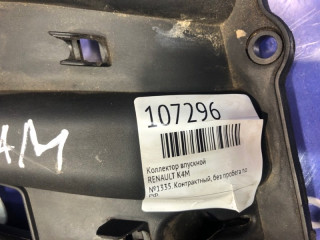 107296
Коллектор впускной
RENAULT K4M
№1335. Контрактный, без пробега по
4M